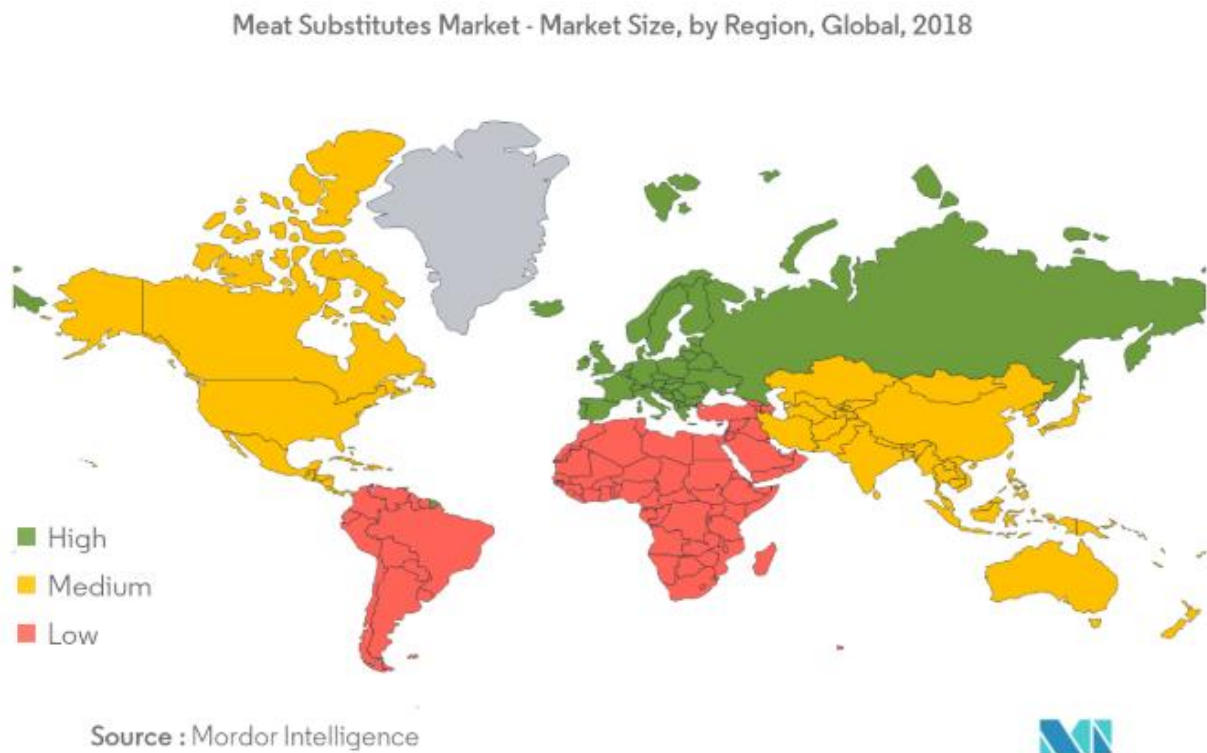 Meat Substitutes Market - Market Size, by Region, Global, 2018
High
Medium
Low
Source : Mordor Intelligence